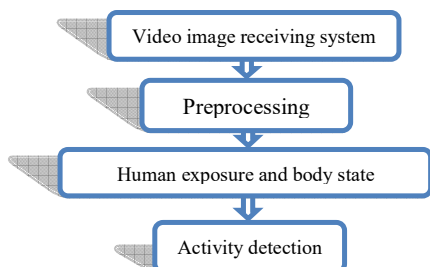 Video image receiving system
Preprocessing
Human exposure and body state
Activity detection